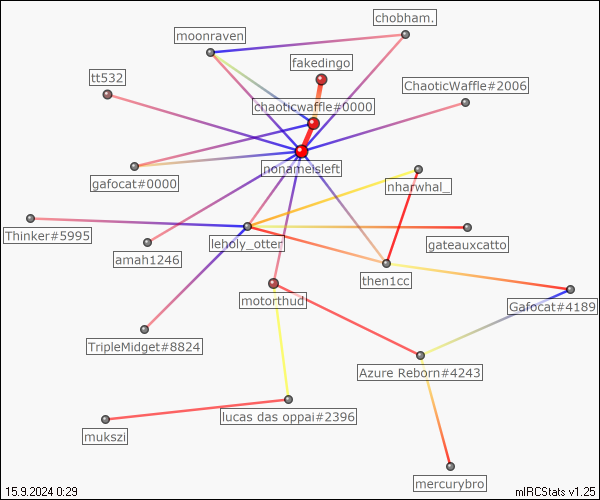 chobham.
moonraven
fakedingo
tt532
ChaoticWaffle#2006
chaoticwaffle#0000
nonameisleft
gafocat#0000
nharwhal_
Thinker#5995
leholy_otter
gateauxcatto
amah1246
then1cc
motorthud
Gafocat#4189
TripleMidget#8824
Azure Reborn#4243
lucas das oppai#2396
mukszi
mercurybro
15.9.2024 0:29
mIRCStats v1.25